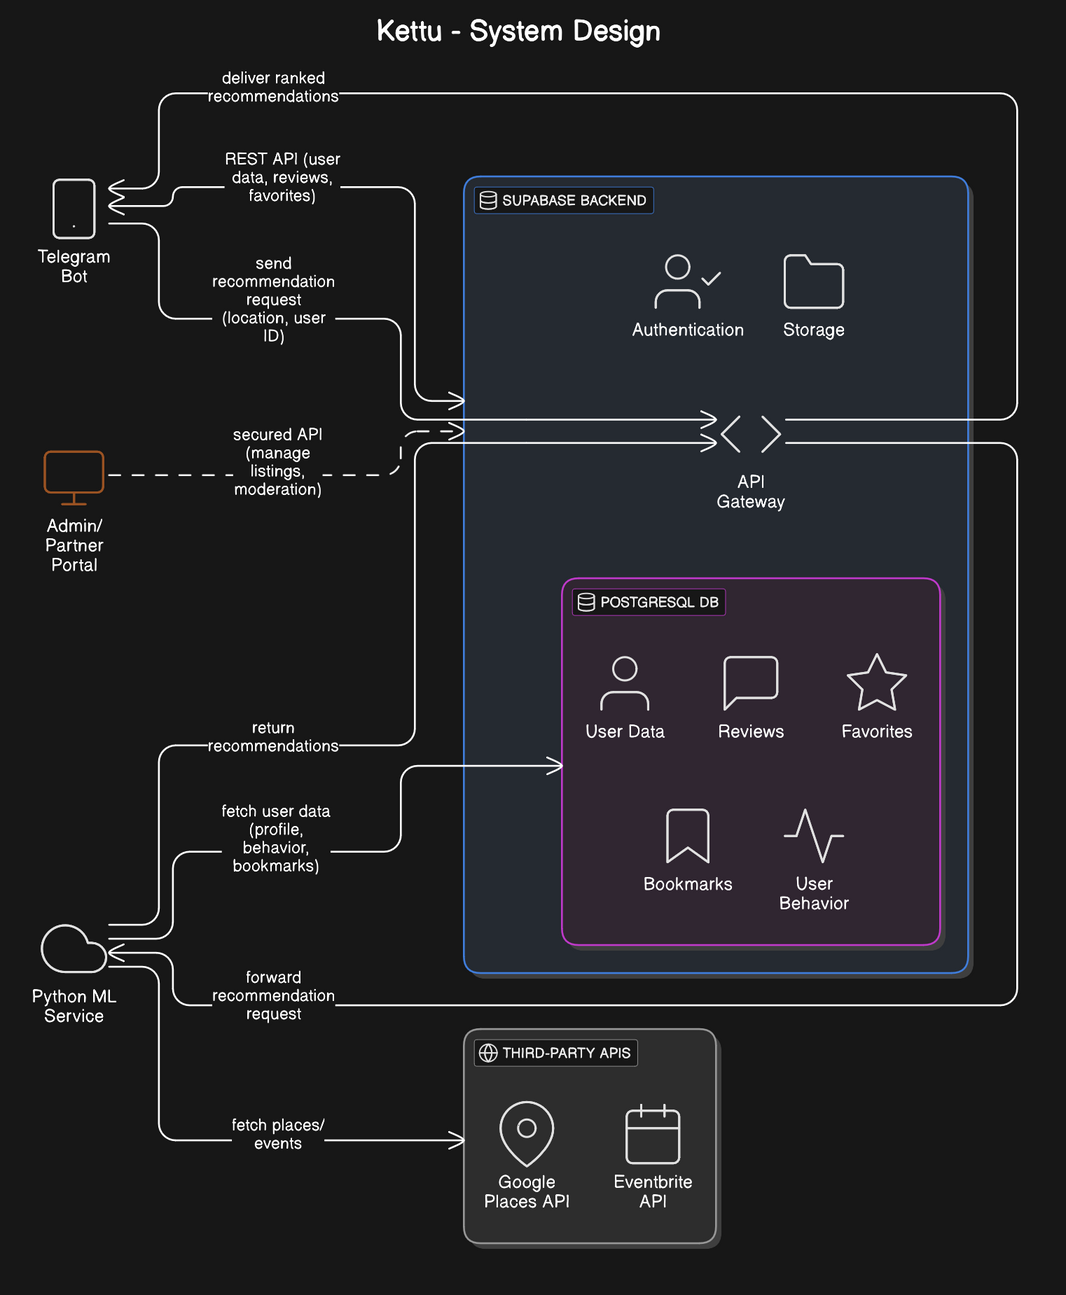 Kettu - System Design
deliver ranked
recommendations
REST API (user
data, reviews,
favorites)
SUPABASE BACKEND
Telegram
Bot
send
recommendation
request
(location, user
ID)
Authentication
Storage
secured API
(manage
listings,
moderation)
API
Gateway
Admin/
Partner
Portal
POSTGRESQL DB
User Data
Reviews
Favorites
return
recommendations
fetch user data
(profile,
behavior,
bookmarks)
Bookmarks
User
Behavior
Python ML
Service
forward
recommendation
request
THIRD-PARTY APIS
fetch places/
events
Google
Places API
Eventbrite
API